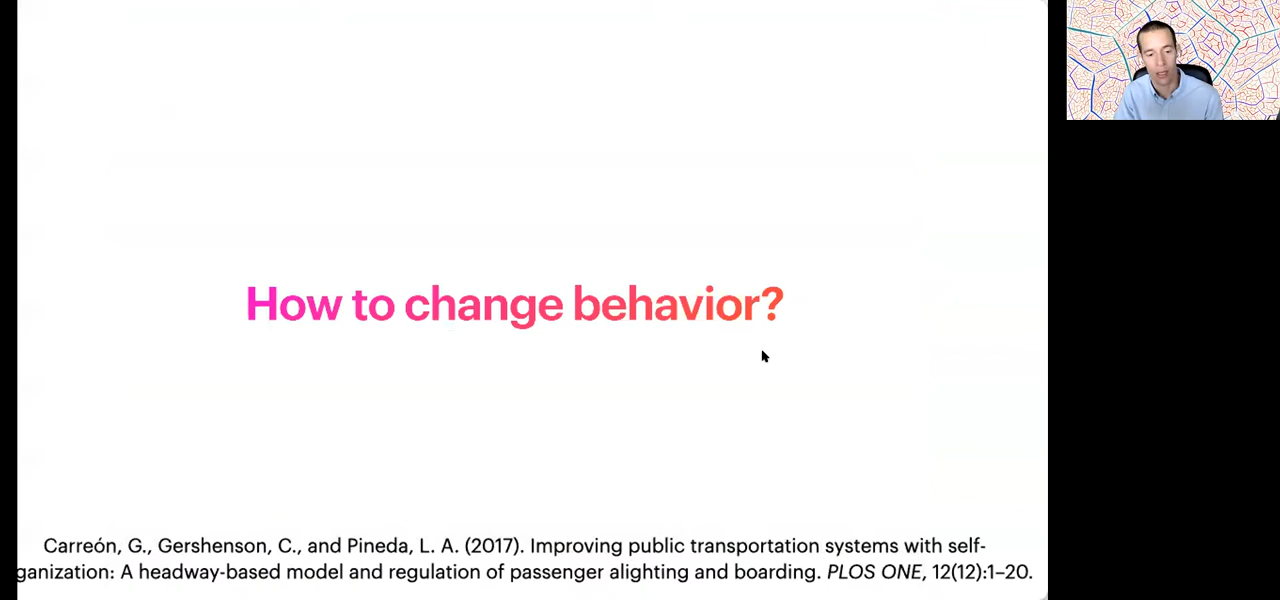 How to change behavior?
Carreón, G., Gershenson, C., and Pineda, L. A. (2017). Improving public transportation systems with self-
ganization: A headway-based model and regulation of passenger alighting and boarding. PLOS ONE, 12(12):1–20.